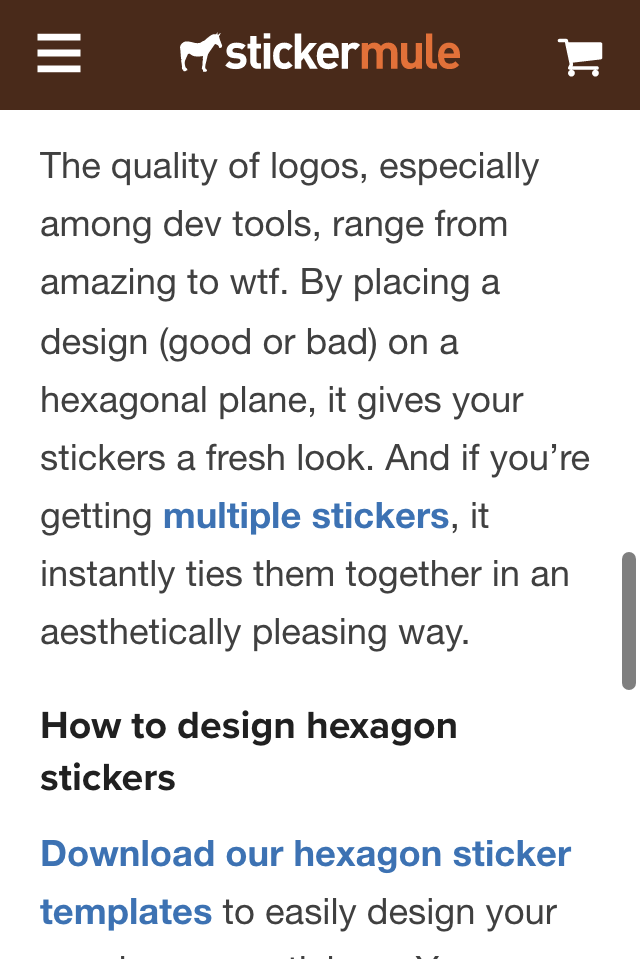 stickermule
The quality of logos, especially
among dev tools, range from
amazing to wtf. By placing a
design (good or bad) on a
hexagonal plane, it gives your
stickers a fresh look. And if you’re
getting multiple stickers, it
instantly ties them together in an
aesthetically pleasing way.
How to design hexagon
stickers
Download our hexagon sticker
templates to easily design your